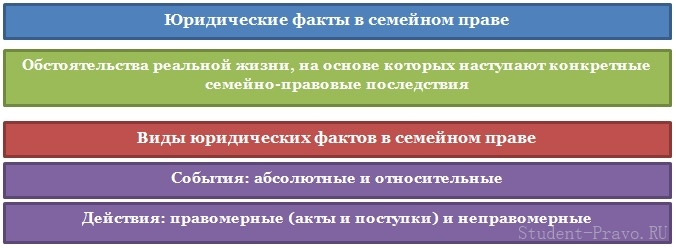 Юридические факты в семейном праве
Обстоятельства реальной жизни, на основе которых наступают конкретные
семейно-правовые последствия
Виды юридических фактов в семейном праве
События: абсолютные и относительные
Действия: правомерные (акты и поступки) и неправомерные
Student-Pravo.RU